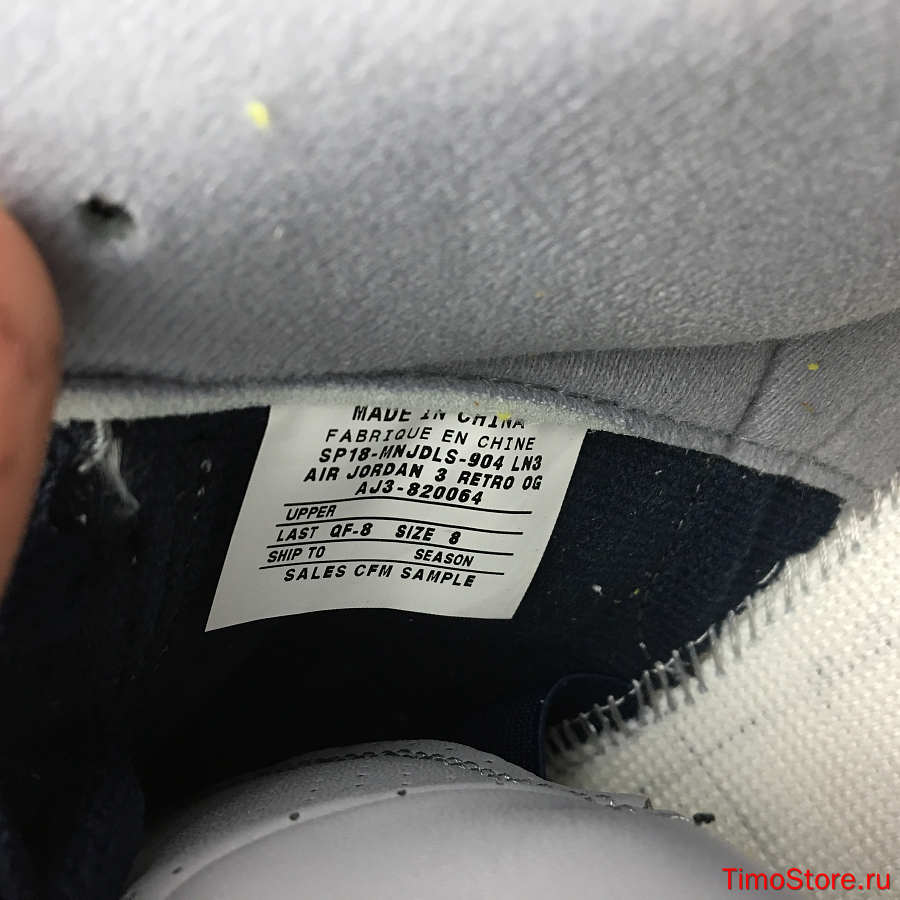 MADE IN CHINA
FABRIQUE EN CHINE
SP18-MNJDLS-904 LN3
AIR JORDAN 3 RETRO OG
AJ3-820064
UPPER
LAST QF-8 SIZE 8
SHIP TO SEASON
SALES CFM SAMPLE
TimoStore.ru